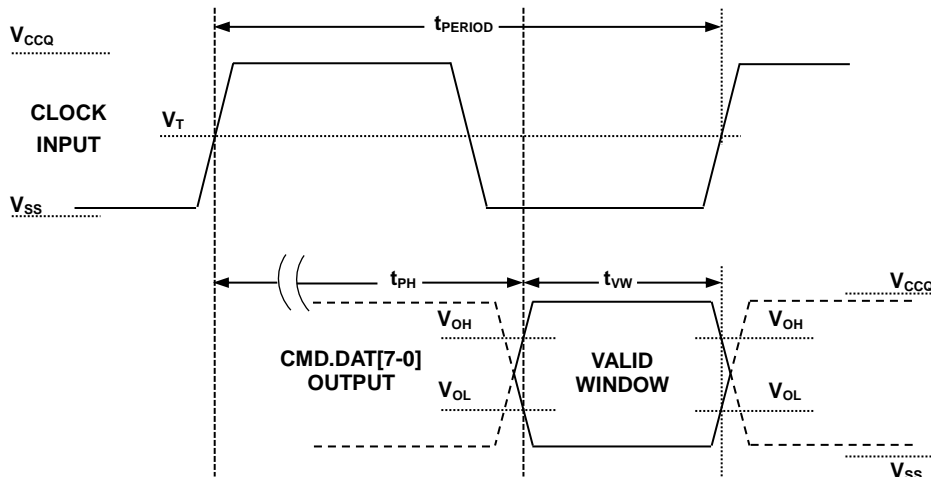 tPERIOD
VCCQ
CLOCK
INPUT
VT
VSS
tPH
tVW
VCCQ
VOH
VOH
CMD.DAT[7-0]
OUTPUT
VALID
WINDOW
VOL
VOL
VSS